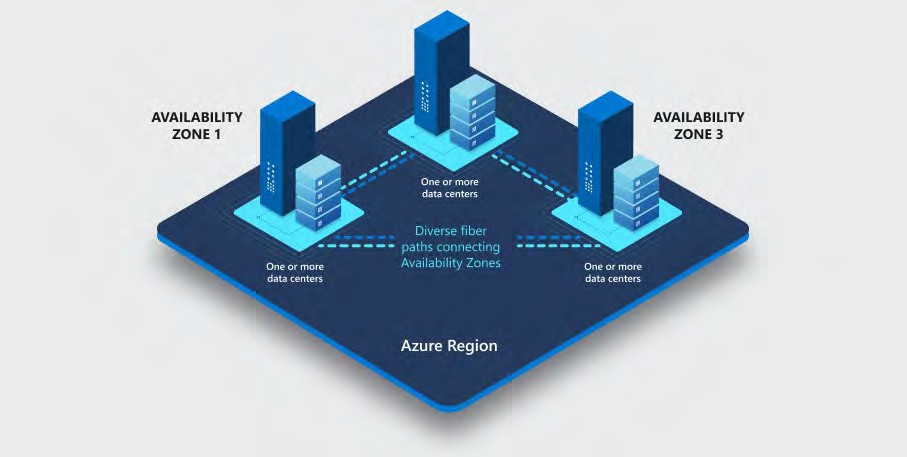 AVAILABILITY
ZONE 1
AVAILABILITY
ZONE 3
One or more
data centers
Diverse fiber
paths connecting
Availability Zones
One or more
data centers
One or more
data centers
Azure Region